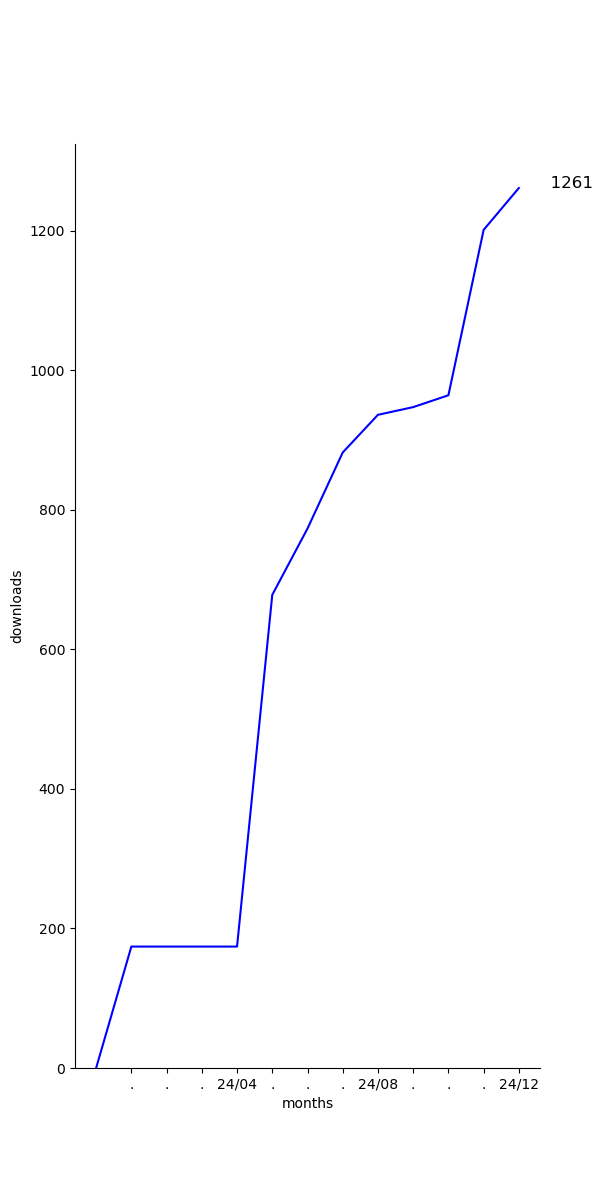 1261
1200
1000
800
600
400
200
0
downloads
. . . 24/04 . . . 24/08 . . . 24/12
months